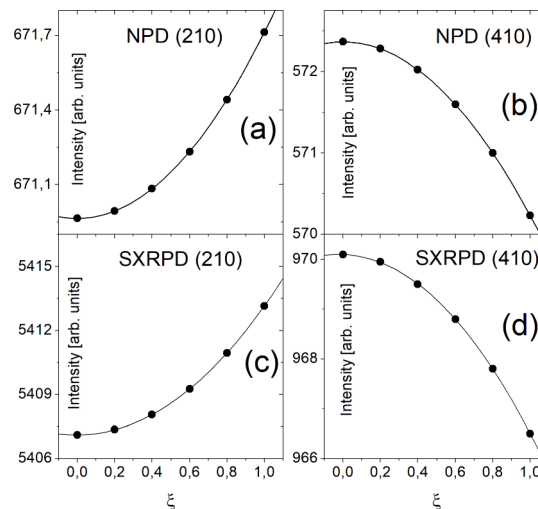 671,7
671,4
671,1
Intensity [arb. units]
NPD (210)
(a)
572
571
570
Intensity [arb. units]
NPD (410)
(b)
5415
5412
5409
5406
Intensity [arb. units]
SXRPD (210)
(c)
0,0 0,2 0,4 0,6 0,8 1,0
ξ
970
968
966
Intensity [arb. units]
SXRPD (410)
(d)
0,0 0,2 0,4 0,6 0,8 1,0
ξ